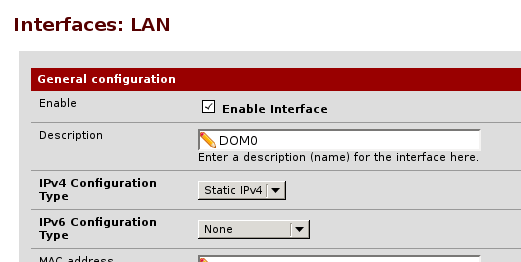 Interfaces: LAN
General configuration
Enable
Enable Interface
Description
DOM0
Enter a description (name) for the interface here.
IPv4 Configuration
Type
Static IPv4
IPv6 Configuration
Type
None
MAC address